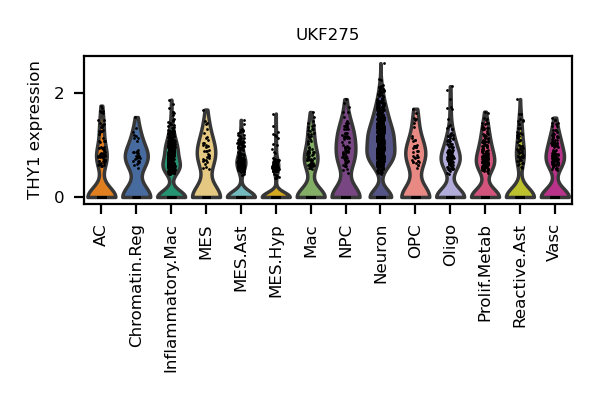 UKF275
THY1 expression
2
0
AC
Chromatin.Reg
Inflammatory.Mac
MES
MES.Ast
MES.Hyp
Mac
NPC
Neuron
OPC
Oligo
Prolif.Metab
Reactive.Ast
Vasc